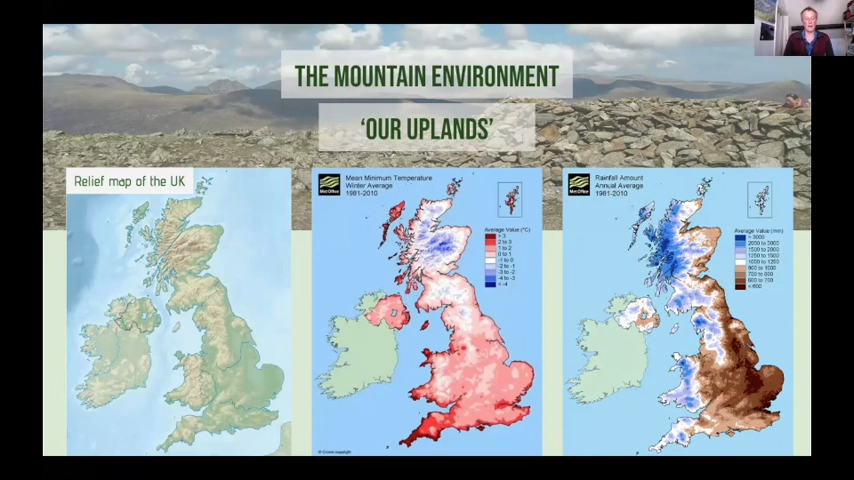 THE MOUNTAIN ENVIRONMENT
'OUR UPLANDS'
Relief map of the UK
Met Office
Mean Minimum Temperature
Winter Average
1981-2010
Average Value (°C)
> 3
2 to 3
1 to 2
0 to 1
-1 to 0
-2 to -1
-3 to -2
-4 to -3
< -4
© Crown copyright
Met Office
Rainfall Amount
Annual Average
1981-2010
Average Value (mm)
> 3000
2000 to 3000
1500 to 2000
1250 to 1500
1000 to 1250
800 to 1000
700 to 800
600 to 700
< 600